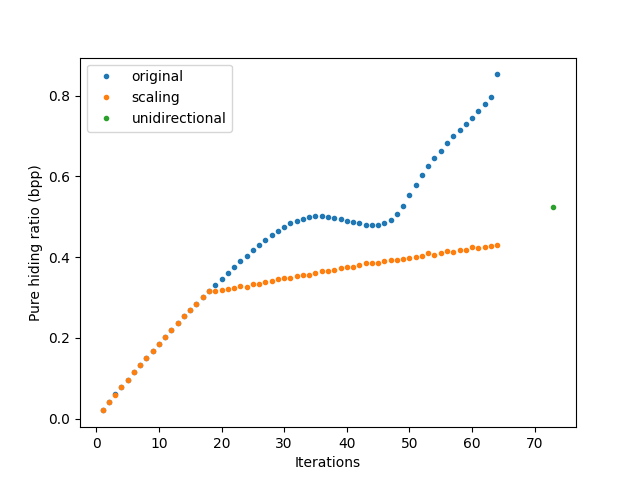 original
scaling
unidirectional
Pure hiding ratio (bpp)
0.8
0.6
0.4
0.2
0.0
0 10 20 30 40 50 60 70
Iterations